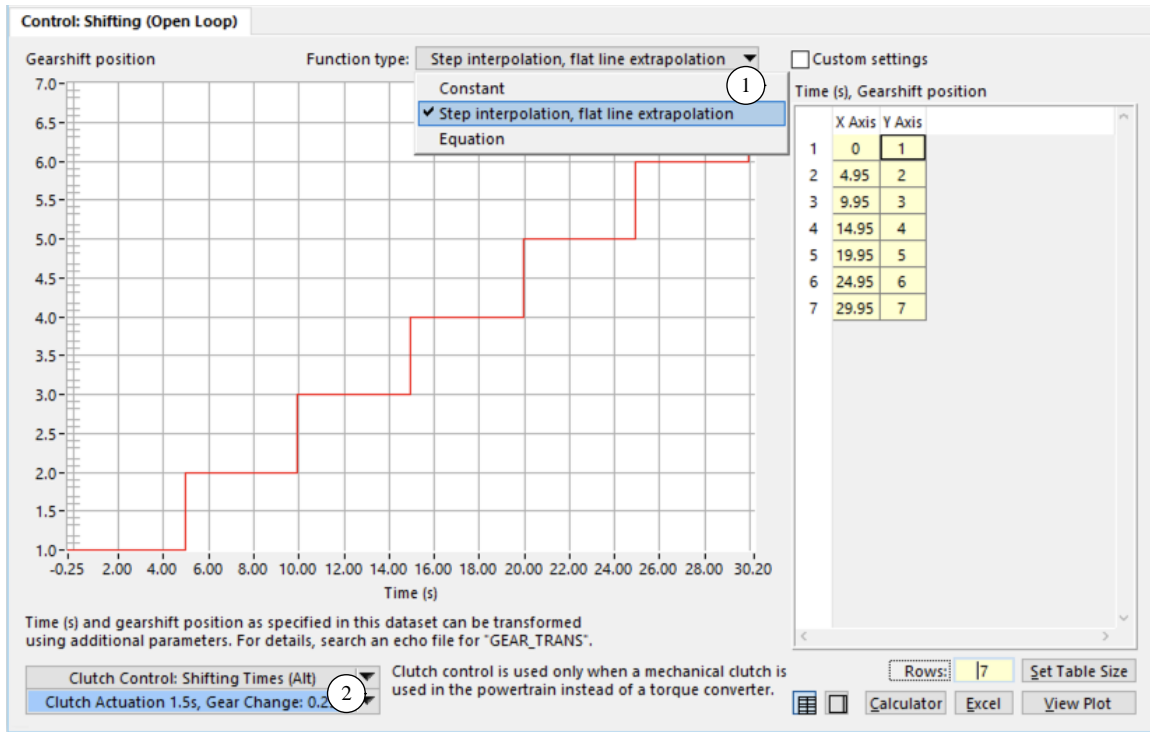 Control: Shifting (Open Loop)
Gearshift position
Function type: Step interpolation, flat line extrapolation
Custom settings
Constant
Step interpolation, flat line extrapolation
Equation
1
Time (s), Gearshift position
X Axis Y Axis
1 0 1
2 4.95 2
3 9.95 3
4 14.95 4
5 19.95 5
6 24.95 6
7 29.95 7
7.0
6.5
6.0
5.5
5.0
4.5
4.0
3.5
3.0
2.5
2.0
1.5
1.0
-0.25 2.00 4.00 6.00 8.00 10.00 12.00 14.00 16.00 18.00 20.00 22.00 24.00 26.00 28.00 30.20
Time (s)
Time (s) and gearshift position as specified in this dataset can be transformed
using additional parameters. For details, search an echo file for "GEAR_TRANS".
Clutch Control: Shifting Times (Alt)
Clutch Actuation 1.5s, Gear Change:
2
Clutch control is used only when a mechanical clutch is
used in the powertrain instead of a torque converter.
Rows: 7 Set Table Size
Calculator Excel View Plot